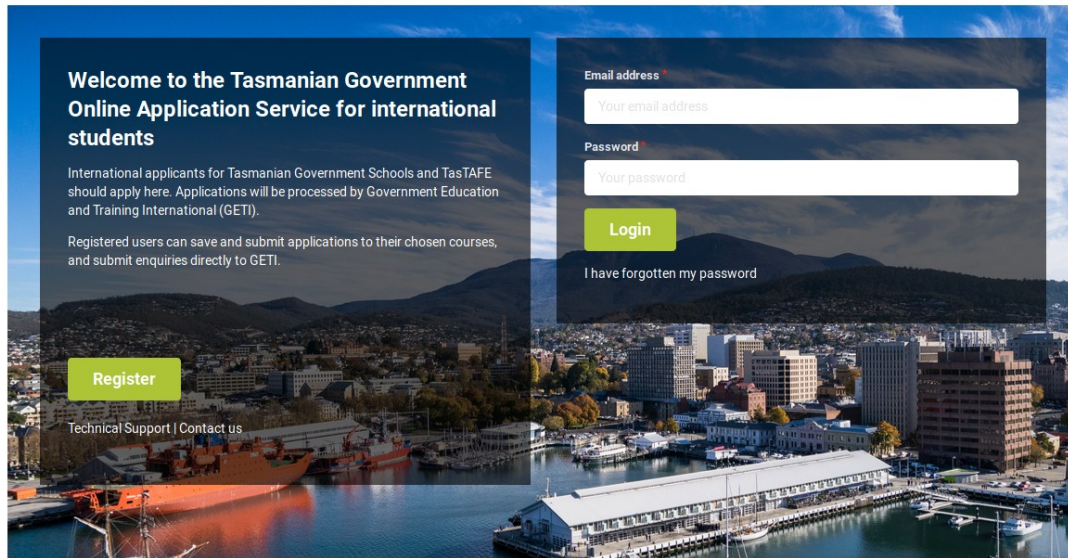 Welcome to the Tasmanian Government
Online Application Service for international
students
International applicants for Tasmanian Government Schools and TasTAFE
should apply here. Applications will be processed by Government Education
and Training International (GETI).
Registered users can save and submit applications to their chosen courses,
and submit enquiries directly to GETI.
Register
Technical Support | Contact us
Email address *
Your email address
Password *
Your password
Login
I have forgotten my password